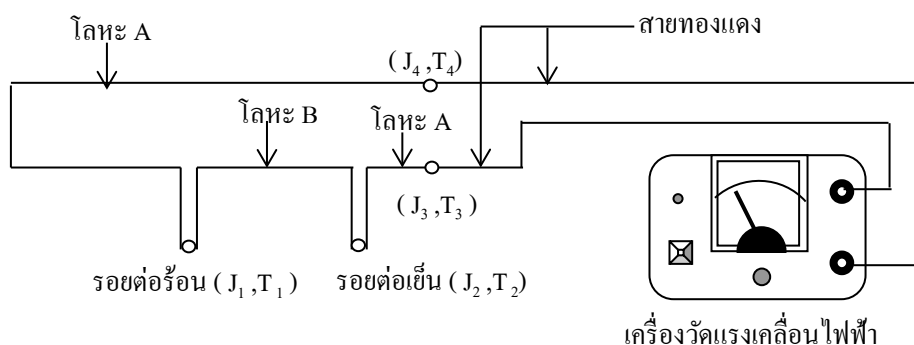 โลหะ A
สายทองแดง
( J₄ ,T₄)
โลหะ B
โลหะ A
( J₃ ,T₃)
รอยต่อร้อน ( J₁ ,T₁)
รอยต่อเย็น ( J₂ ,T₂)
เครื่องวัดแรงเคลื่อนไฟฟ้า